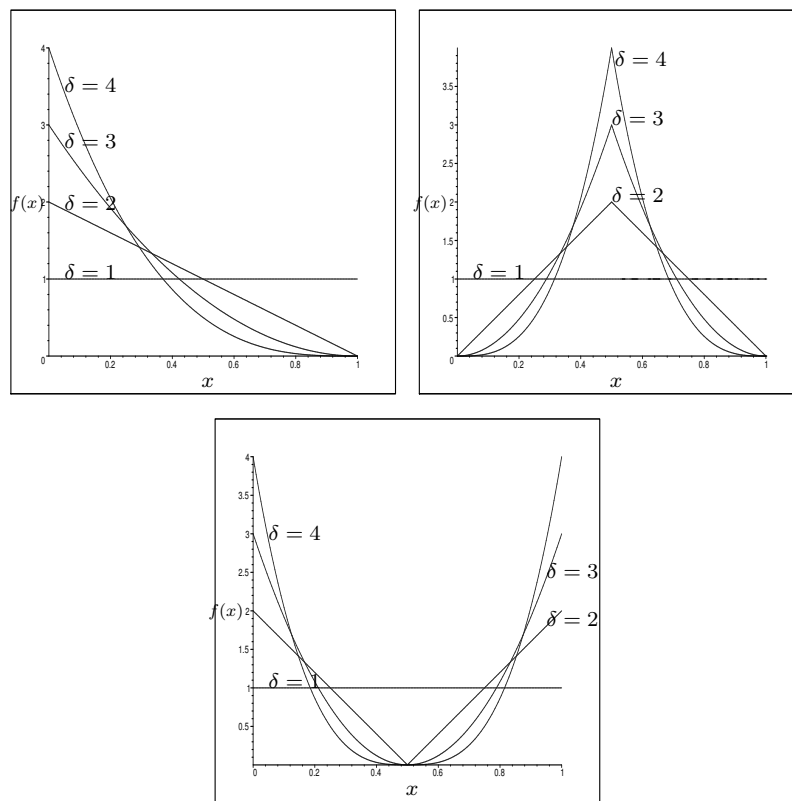 4
δ = 4
3
δ = 3
f(x)
2
δ = 2
1
δ = 1
0
0.2
0.4
0.6
0.8
1
x
4
δ = 4
3.5
3
δ = 3
2.5
f(x)
2
δ = 2
1.5
1
δ = 1
0.5
0
0.2
0.4
0.6
0.8
1
x
4
3.5
3
δ = 4
2.5
δ = 3
f(x)
2
δ = 2
1.5
1
δ = 1
0.5
0
0.2
0.4
0.6
0.8
1
x